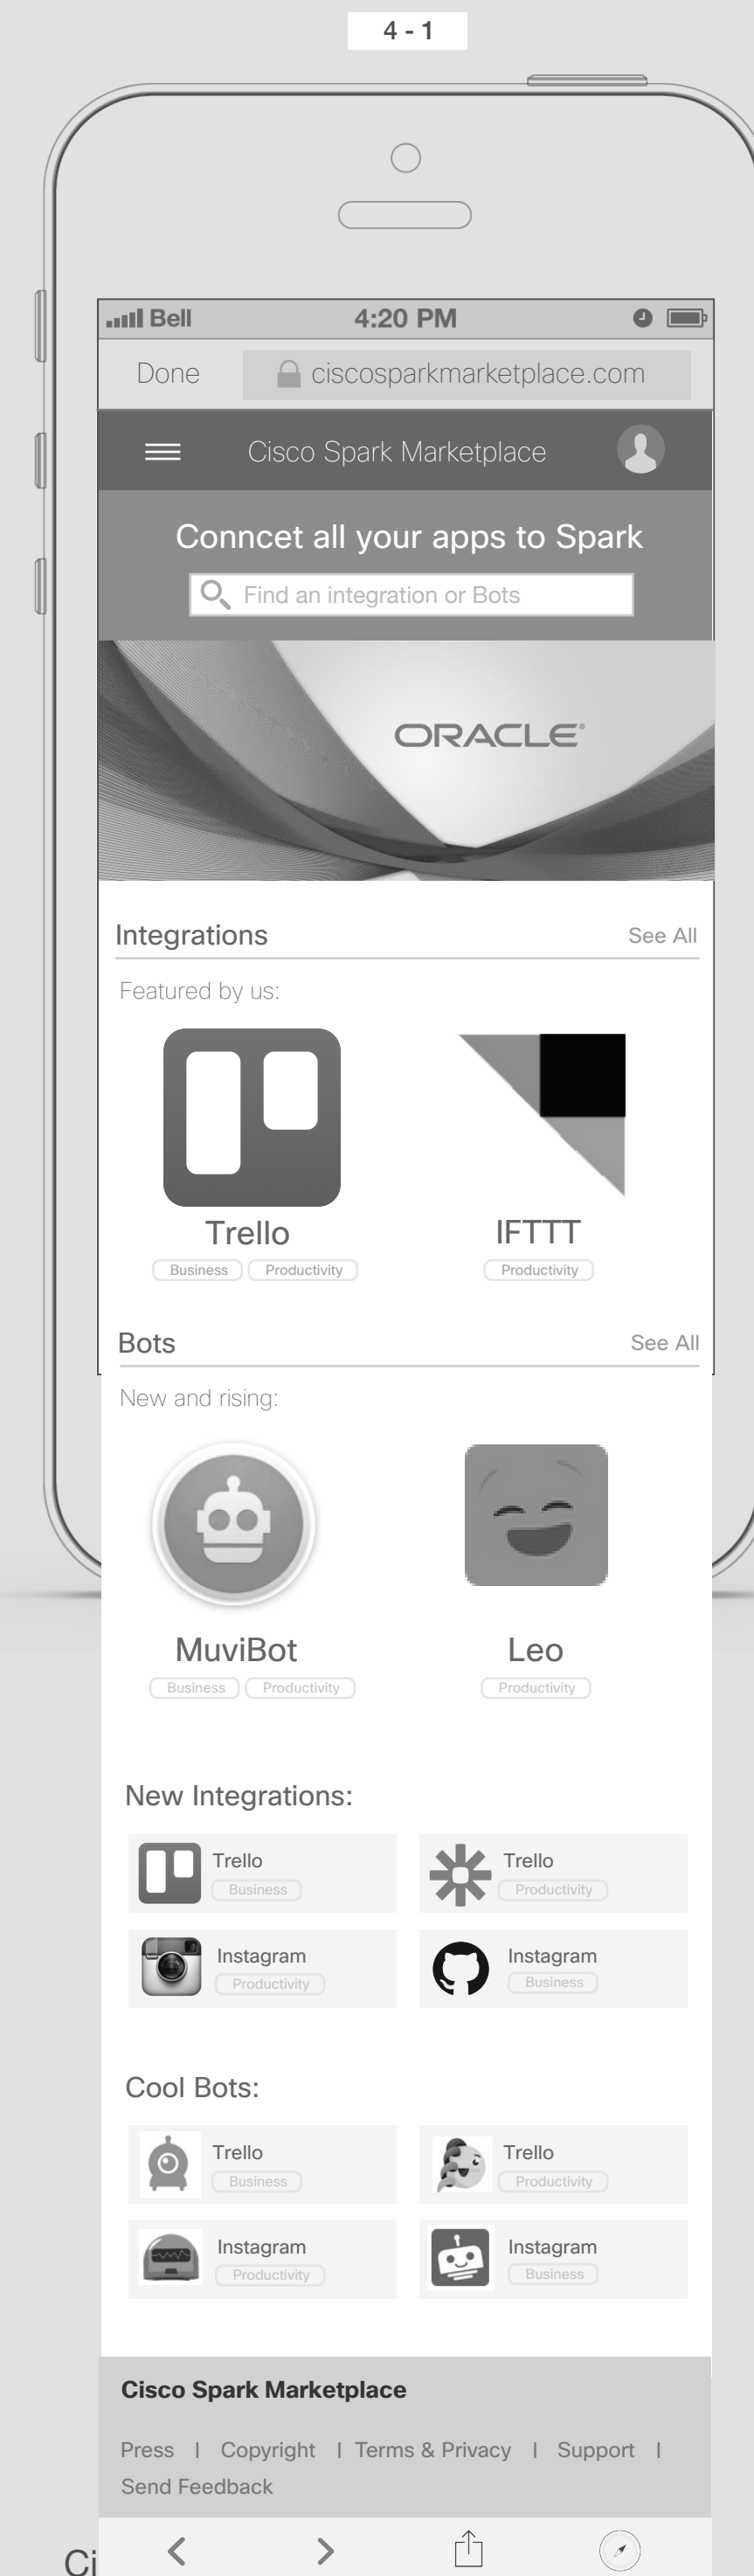 4 - 1
Bell 4:20 PM
Done ciscosparkmarketplace.com
Cisco Spark Marketplace
Conncet all your apps to Spark
Find an integration or Bots
ORACLE®
Integrations See All
Featured by us:
Trello IFTTT
Business Productivity Productivity
Bots See All
New and rising:
MuviBot Leo
Business Productivity Productivity
New Integrations:
Trello Trello
Business Productivity
Instagram Instagram
Productivity Business
Cool Bots:
Trello Trello
Business Productivity
Instagram Instagram
Productivity Business
Cisco Spark Marketplace
Press | Copyright | Terms & Privacy | Support |
Send Feedback
Ci